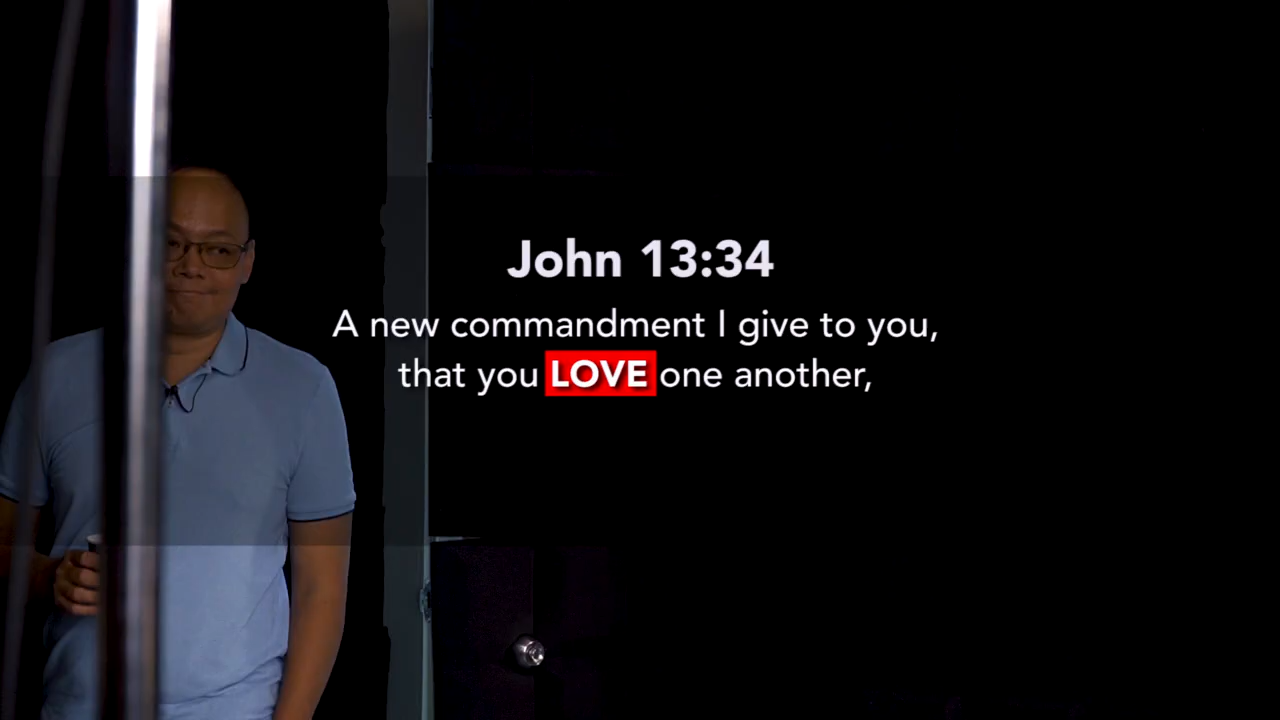 John 13:34
A new commandment I give to you,
that you LOVE one another,